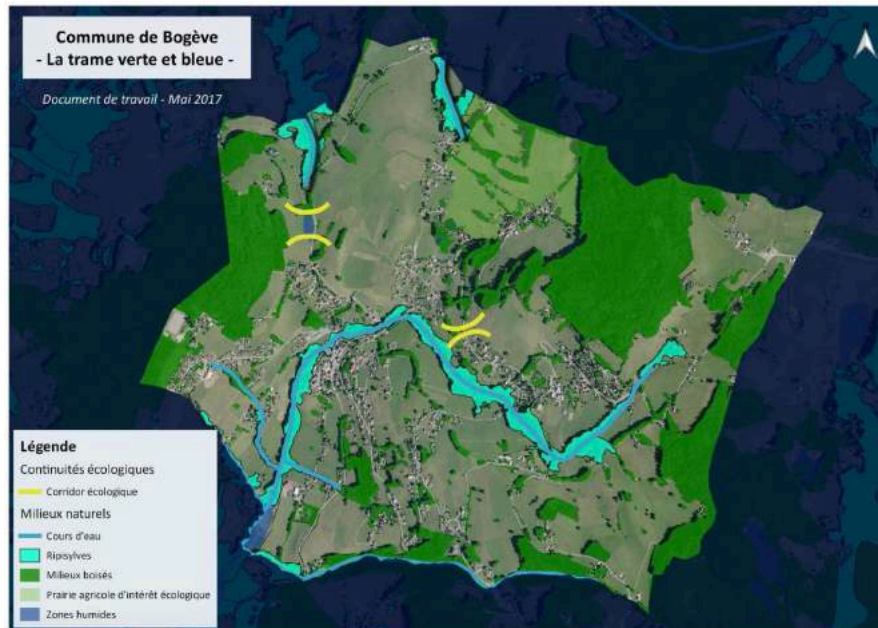 Commune de Bogève
- La trame verte et bleue -
Document de travail - Mai 2017
Légende
Continuités écologiques
Corridor écologique
Milieux naturels
Cours d'eau
Ripisylves
Milieux boisés
Prairie agricole d'intérêt écologique
Zones humides